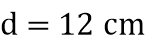 d = 12 cm